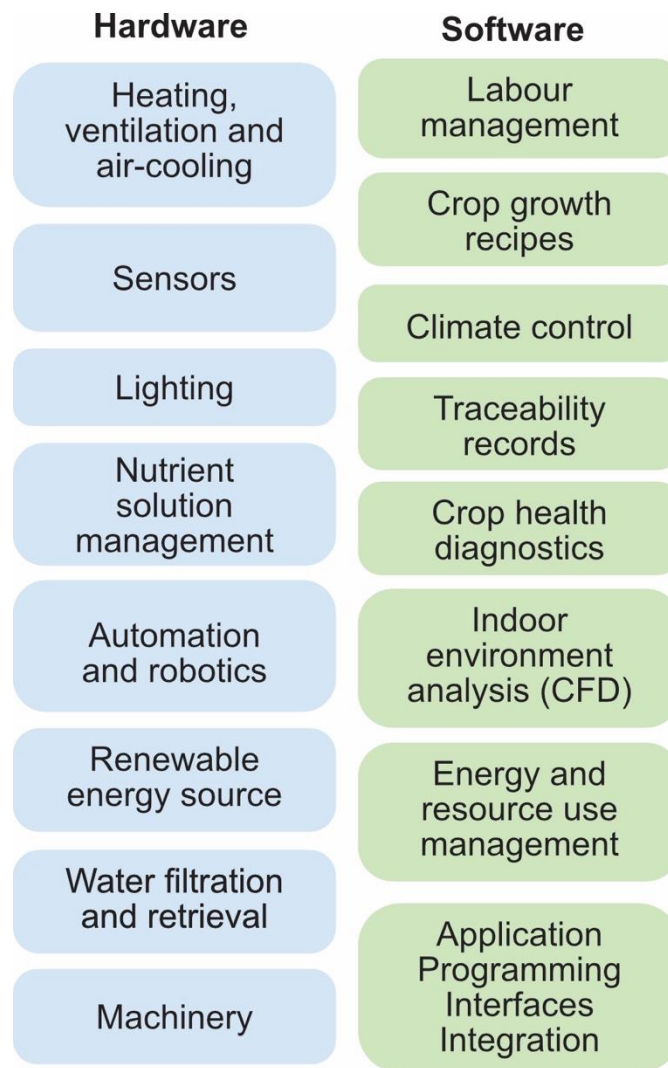 Hardware
Heating,
ventilation and
air-cooling
Sensors
Lighting
Nutrient
solution
management
Automation
and robotics
Renewable
energy source
Water filtration
and retrieval
Machinery
Software
Labour
management
Crop growth
recipes
Climate control
Traceability
records
Crop health
diagnostics
Indoor
environment
analysis (CFD)
Energy and
resource use
management
Application
Programming
Interfaces
Integration